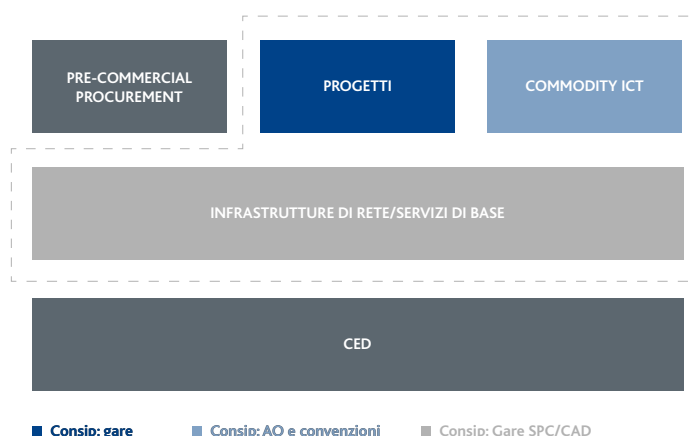 PRE-COMMERCIAL
PROCUREMENT
PROGETTI
COMMODITY ICT
INFRASTRUTTURE DI RETE/SERVIZI DI BASE
CED
Consip: gare
Consip: AQ e convenzioni
Consip: Gare SPC/CAD